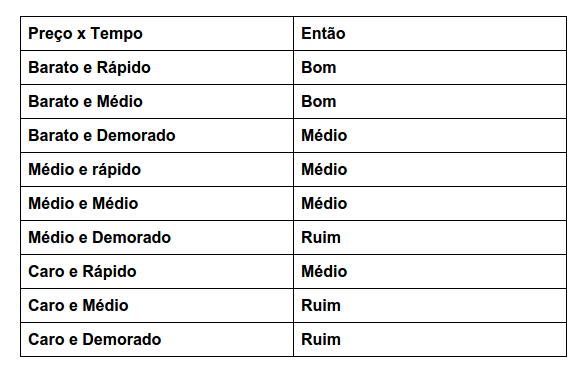 Preço x Tempo Então
Barato e Rápido Bom
Barato e Médio Bom
Barato e Demorado Médio
Médio e rápido Médio
Médio e Médio Médio
Médio e Demorado Ruim
Caro e Rápido Médio
Caro e Médio Ruim
Caro e Demorado Ruim